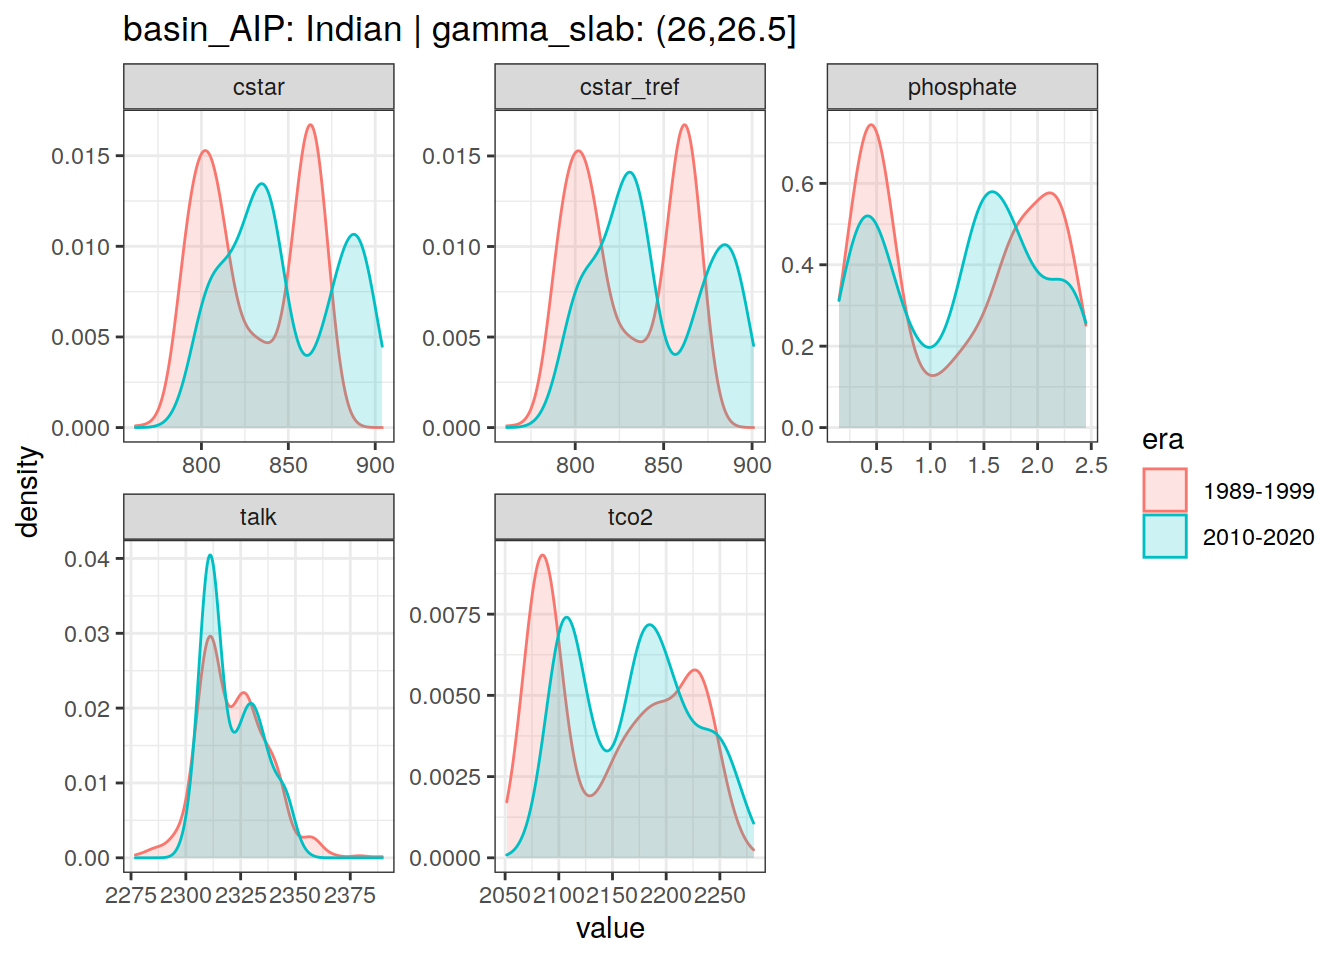 basin_AIP: Indian | gamma_slab: (26,26.5]
cstar
cstar_tref
phosphate
0.015
0.010
0.005
0.000
800 850 900
0.015
0.010
0.005
0.000
800 850 900
0.6
0.4
0.2
0.0
0.5 1.0 1.5 2.0 2.5
density
talk
tco2
0.04
0.03
0.02
0.01
0.00
2275 2300 2325 2350 2375
0.0075
0.0050
0.0025
0.0000
2050 2100 2150 2200 2250
value
era
1989-1999
2010-2020